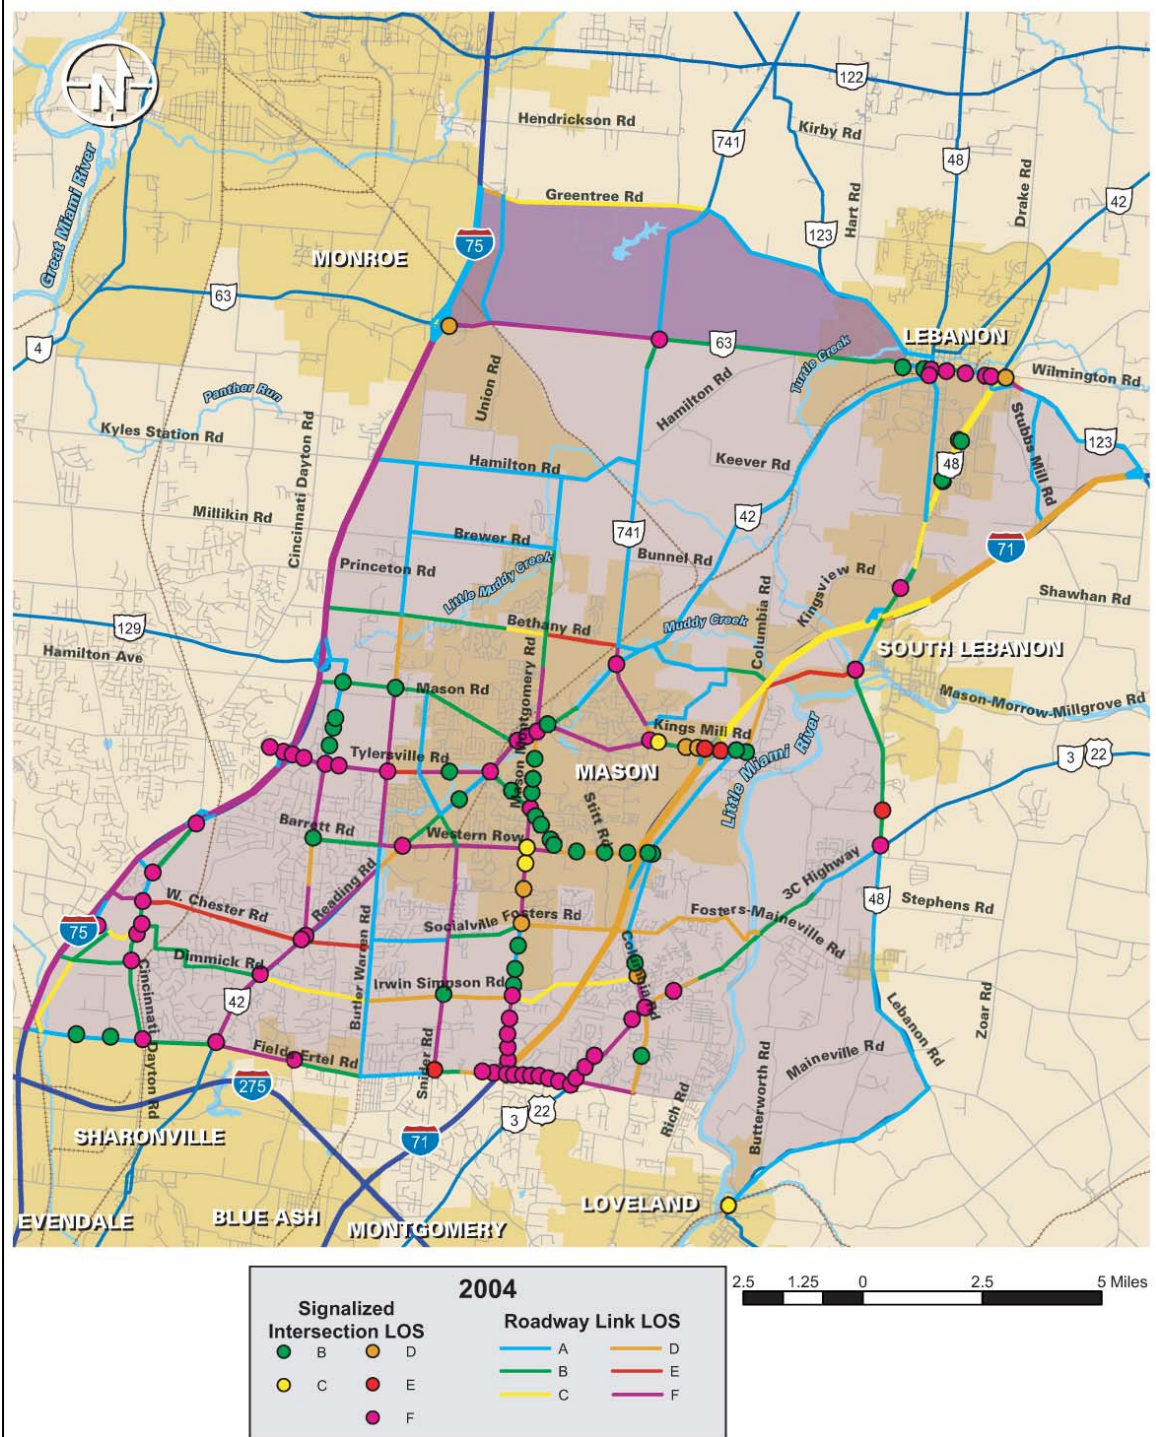 N
122
Hendrickson Rd
741
Kirby Rd
48
Great Miami River
Greentree Rd
Hart Rd
Drake Rd
42
123
MONROE
75
63
4
63
LEBANON
Turtle Creek
Wilmington Rd
Panther Run
Union Rd
Hamilton Rd
Kyles Station Rd
Cincinnati Dayton Rd
Hamilton Rd
Keever Rd
48
Stubbs Mill Rd
123
Millikin Rd
42
741
Brewer Rd
Bunnel Rd
71
Princeton Rd
Little Muddy Creek
Columbia Rd
Kingsview Rd
Shawhan Rd
129
Bethany Rd
Muddy Creek
Hamilton Ave
SOUTH LEBANON
Mason Rd
Mason Montgomery Rd
Mason-Morrow-Millgrove Rd
Kings Mill Rd
Tylersville Rd
MASON
Little Miami River
3
22
Stitt Rd
Barrett Rd
Western Row
3C Highway
W. Chester Rd
Reading Rd
48
Stephens Rd
75
Socialville Fosters Rd
Fosters-Maineville Rd
Dimmick Rd
Butler Warren Rd
Irwin Simpson Rd
Columbia Rd
42
Cincinnati Dayton Rd
Lebanon Rd
Zoar Rd
Fields Ertel Rd
Snider Rd
Maineville Rd
Butterworth Rd
275
Rich Rd
3
22
SHARONVILLE
71
LOVELAND
EVENDALE
BLUE ASH
MONTGOMERY
2004
Signalized
Intersection LOS
B
D
C
E
F
Roadway Link LOS
A
D
B
E
C
F
2.5
1.25
0
2.5
5 Miles